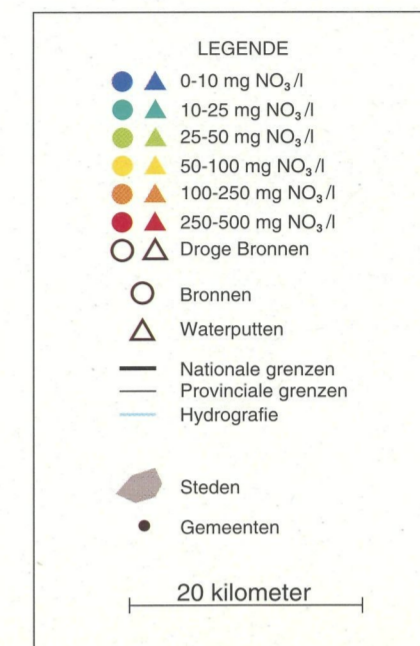 LEGENDE
0-10 mg NO₃/l
10-25 mg NO₃/l
25-50 mg NO₃/l
50-100 mg NO₃/l
100-250 mg NO₃/l
250-500 mg NO₃/l
Droge Bronnen
Bronnen
Waterputten
Nationale grenzen
Provinciale grenzen
Hydrografie
Steden
Gemeenten
20 kilometer